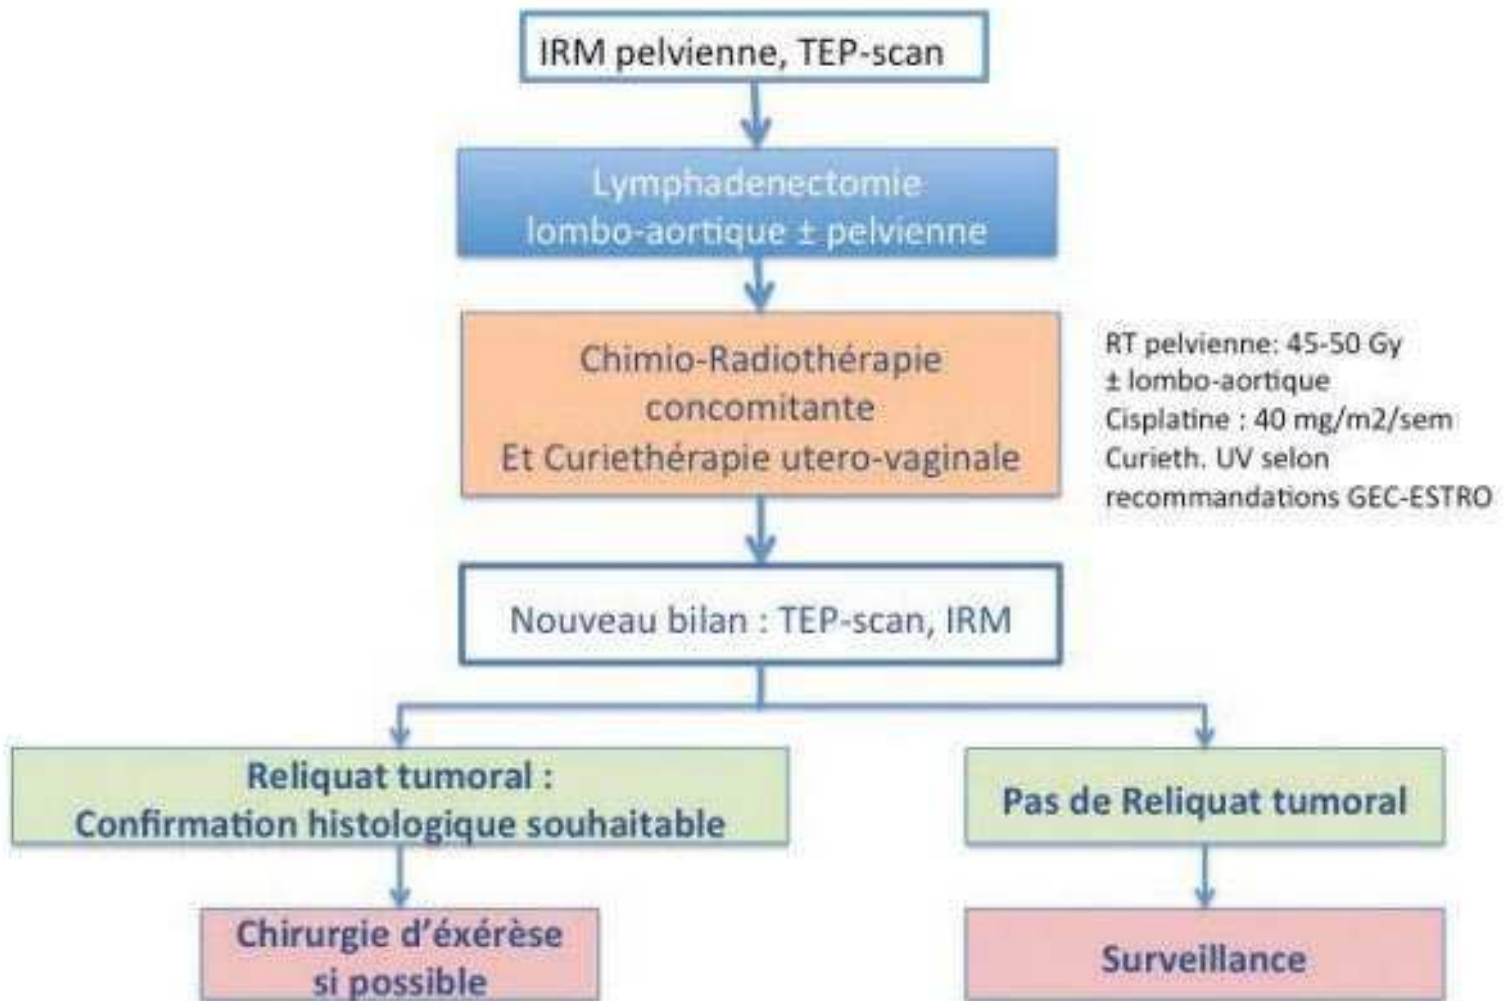 IRM pelvienne, TEP-scan
Lymphadenectomie
lombo-aortique ± pelvienne
Chimio-Radiothérapie
concomitante
Et Curiethérapie utero-vaginale
RT pelvienne: 45-50 Gy
± lombo-aortique
Cisplatine : 40 mg/m2/sem
Curieth. UV selon
recommandations GEC-ESTRO
Nouveau bilan : TEP-scan, IRM
Reliquat tumoral :
Confirmation histologique souhaitable
Pas de Reliquat tumoral
Chirurgie d'éxérèse
si possible
Surveillance